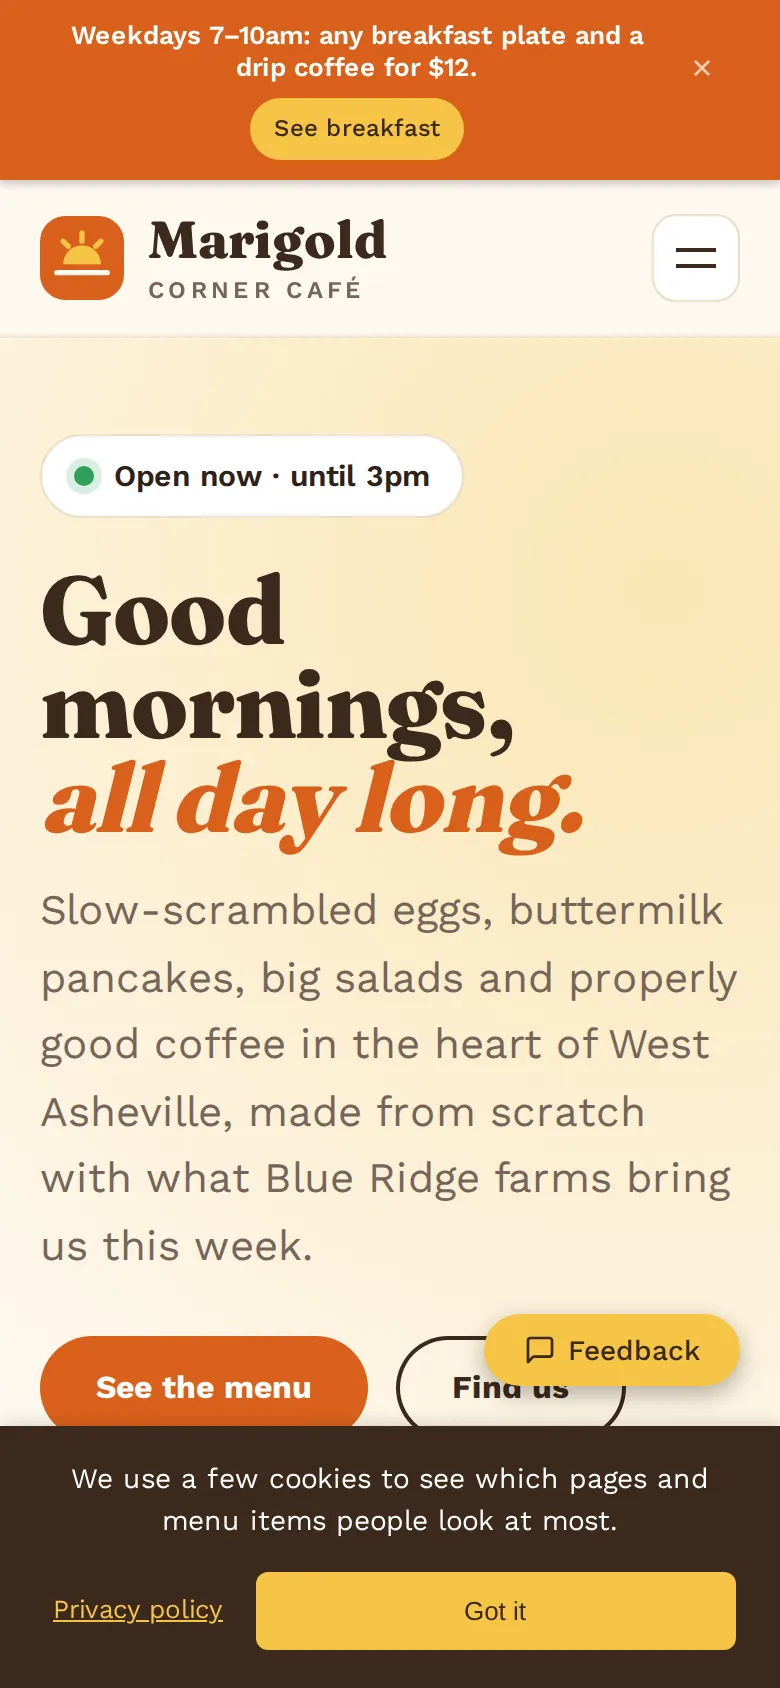 Weekdays 7–10am: any breakfast plate and a
drip coffee for $12.
See breakfast
Marigold
CORNER CAFÉ
Open now · until 3pm
Good
mornings,
all day long.
Slow-scrambled eggs, buttermilk
pancakes, big salads and properly
good coffee in the heart of West
Asheville, made from scratch
with what Blue Ridge farms bring
us this week.
Feedback
See the menu
Find us
We use a few cookies to see which pages and
menu items people look at most.
Privacy policy
Got it